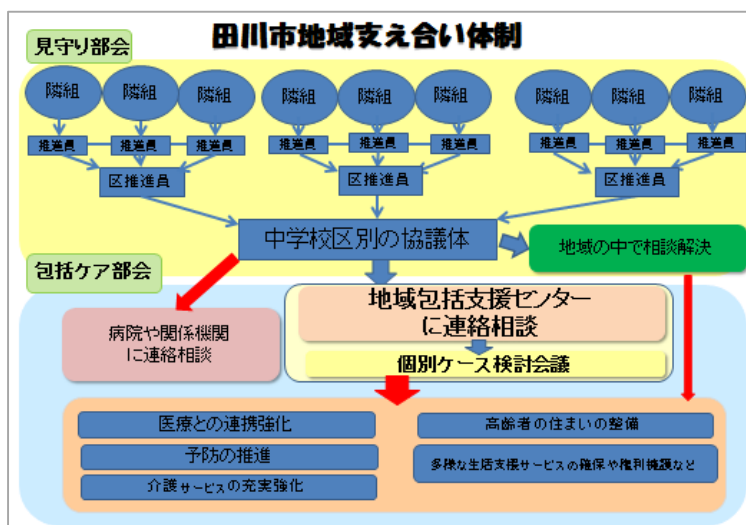 田川市地域支え合い体制
見守り部会
隣組 隣組 隣組 隣組 隣組 隣組 隣組 隣組 隣組
推進員 推進員 推進員 推進員 推進員 推進員 推進員 推進員 推進員
区推進員 区推進員 区推進員
中学校区別の協議体
地域の中で相談解決
包括ケア部会
病院や関係機関
に連絡相談
地域包括支援センター
に連絡相談
個別ケース検討会議
医療との連携強化
高齢者の住まいの整備
予防の推進
多様な生活支援サービスの確保や権利擁護など
介護サービスの充実強化